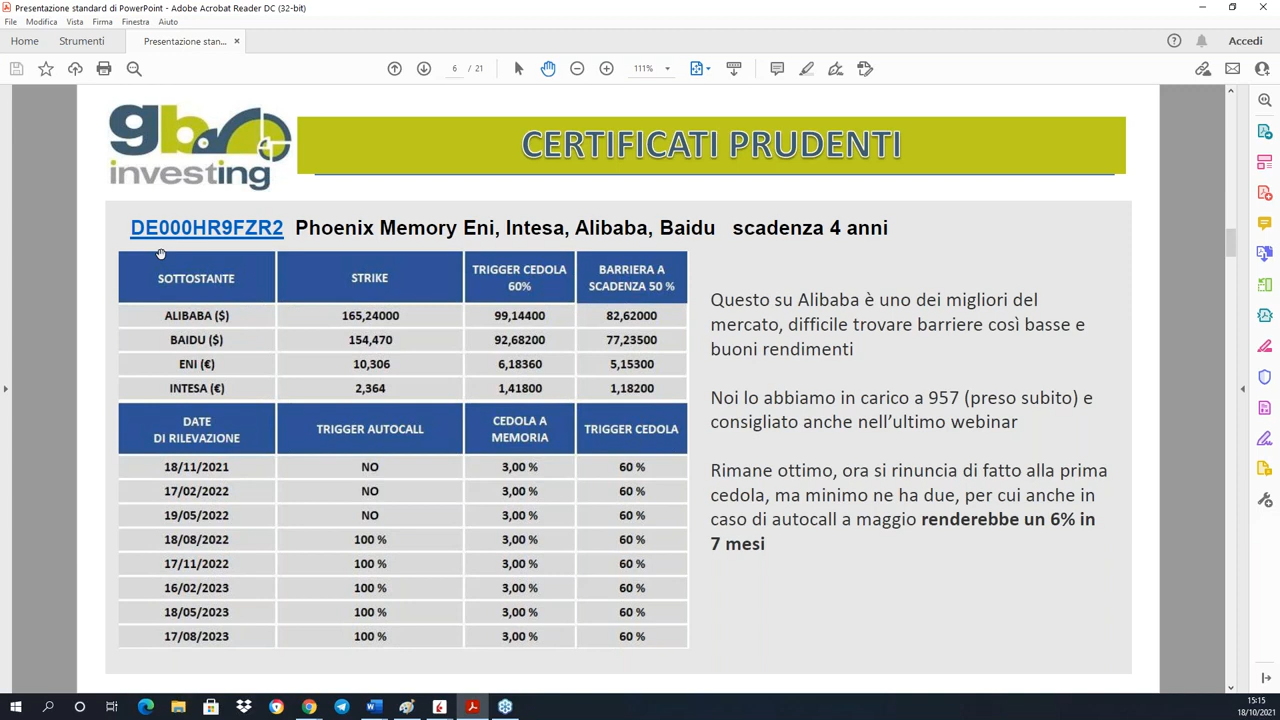 Presentazione standard di PowerPoint - Adobe Acrobat Reader DC (32-bit)
File Modifica Vista Firma Finestra Aiuto
Home Strumenti Presentazione stan... × Accedi
6 / 21 111%
gb investing
CERTIFICATI PRUDENTI
DE000HR9FZR2 Phoenix Memory Eni, Intesa, Alibaba, Baidu scadenza 4 anni
SOTTOSTANTE STRIKE TRIGGER CEDOLA 60% BARRIERA A SCADENZA 50 %
ALIBABA ($) 165,24000 99,14400 82,62000
BAIDU ($) 154,470 92,68200 77,23500
ENI (€) 10,306 6,18360 5,15300
INTESA (€) 2,364 1,41800 1,18200
DATE DI RILEVAZIONE TRIGGER AUTOCALL CEDOLA A MEMORIA TRIGGER CEDOLA
18/11/2021 NO 3,00 % 60 %
17/02/2022 NO 3,00 % 60 %
19/05/2022 NO 3,00 % 60 %
18/08/2022 100 % 3,00 % 60 %
17/11/2022 100 % 3,00 % 60 %
16/02/2023 100 % 3,00 % 60 %
18/05/2023 100 % 3,00 % 60 %
17/08/2023 100 % 3,00 % 60 %
Questo su Alibaba è uno dei migliori del
mercato, difficile trovare barriere così basse e
buoni rendimenti
Noi lo abbiamo in carico a 957 (preso subito) e
consigliato anche nell'ultimo webinar
Rimane ottimo, ora si rinuncia di fatto alla prima
cedola, ma minimo ne ha due, per cui anche in
caso di autocall a maggio renderebbe un 6% in
7 mesi
15:15
18/10/2021